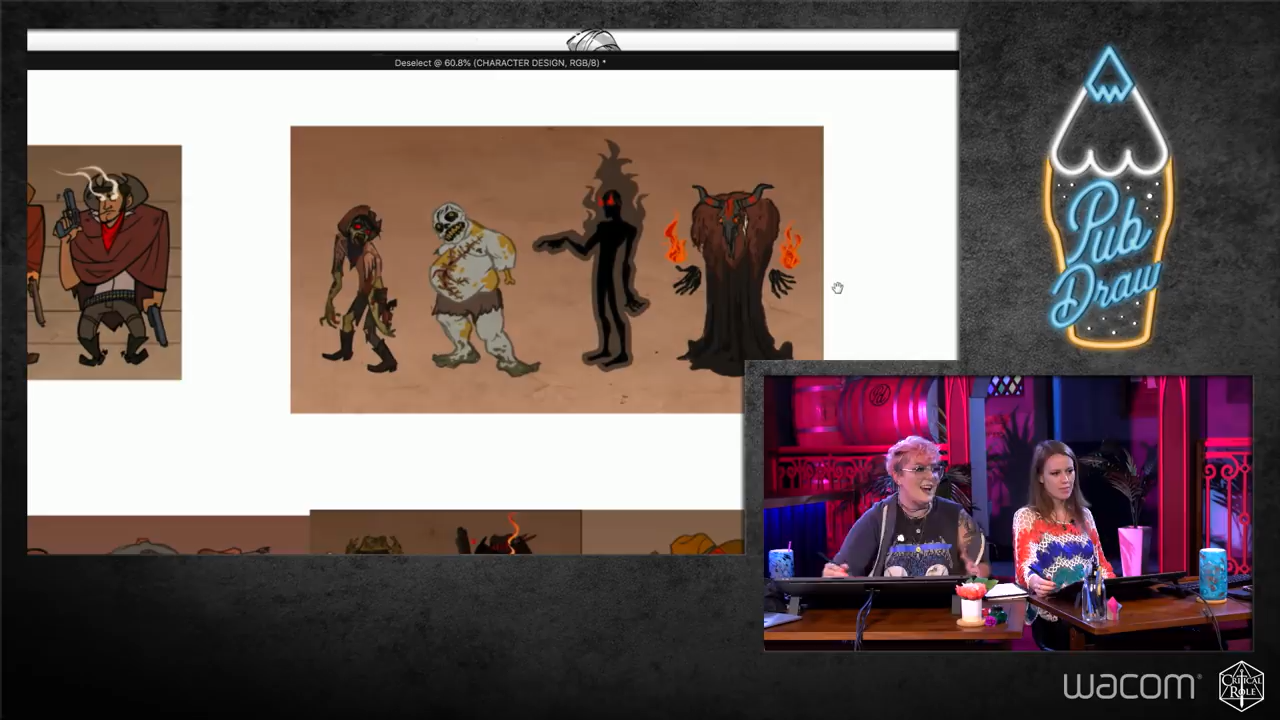 Deselect @ 60.8% (CHARACTER DESIGN, RGB/8) *
Pub
Draw
wacom®
CRITICAL
ROLE